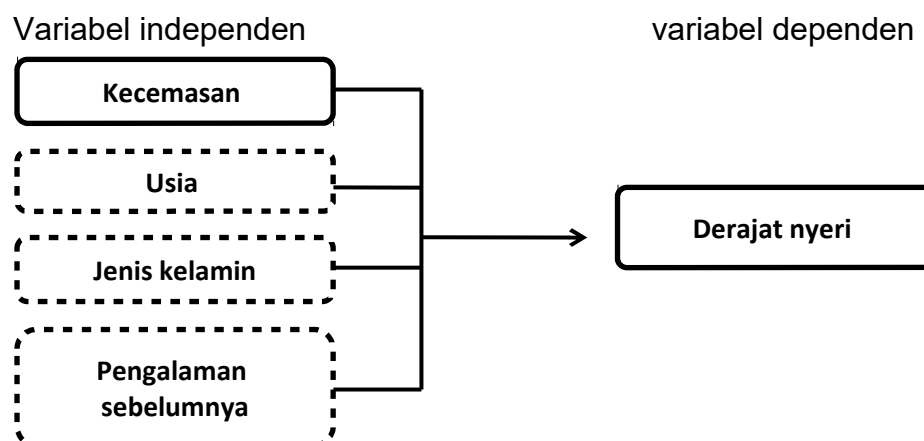 Variabel independen
variabel dependen
Kecemasan
Usia
Jenis kelamin
Pengalaman
sebelumnya
Derajat nyeri